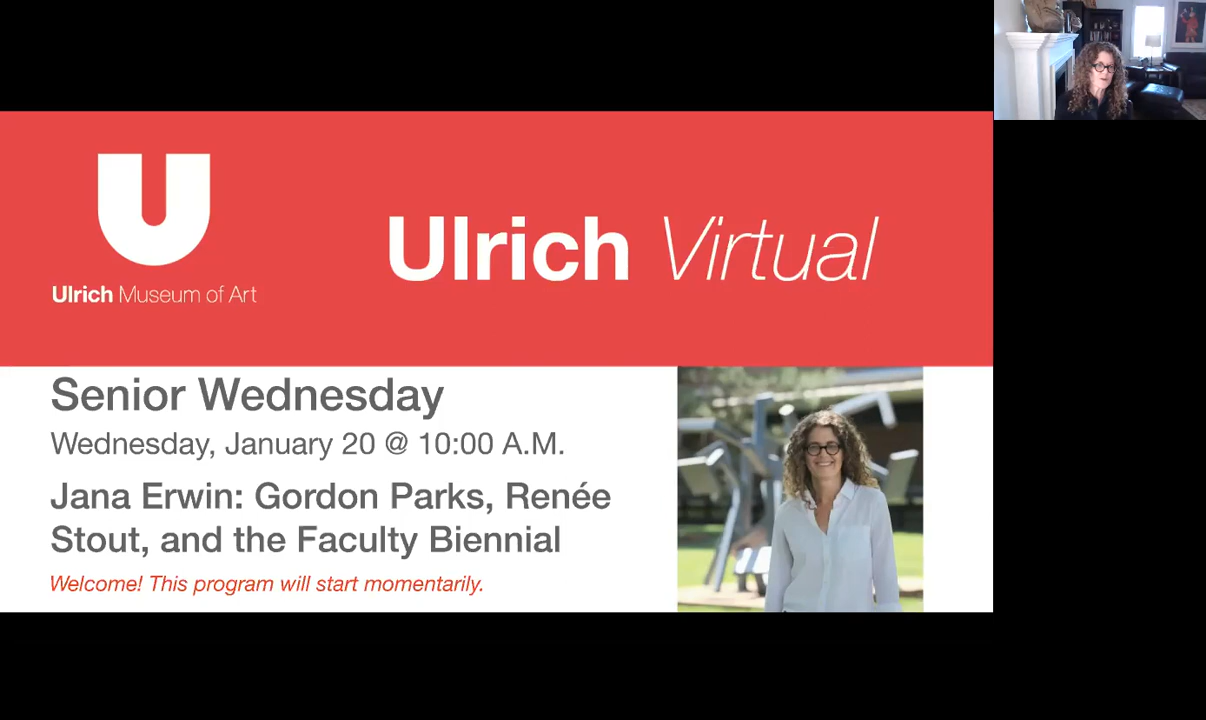 U
Ulrich Museum of Art
Ulrich Virtual
Senior Wednesday
Wednesday, January 20 @ 10:00 A.M.
Jana Erwin: Gordon Parks, Renée
Stout, and the Faculty Biennial
Welcome! This program will start momentarily.